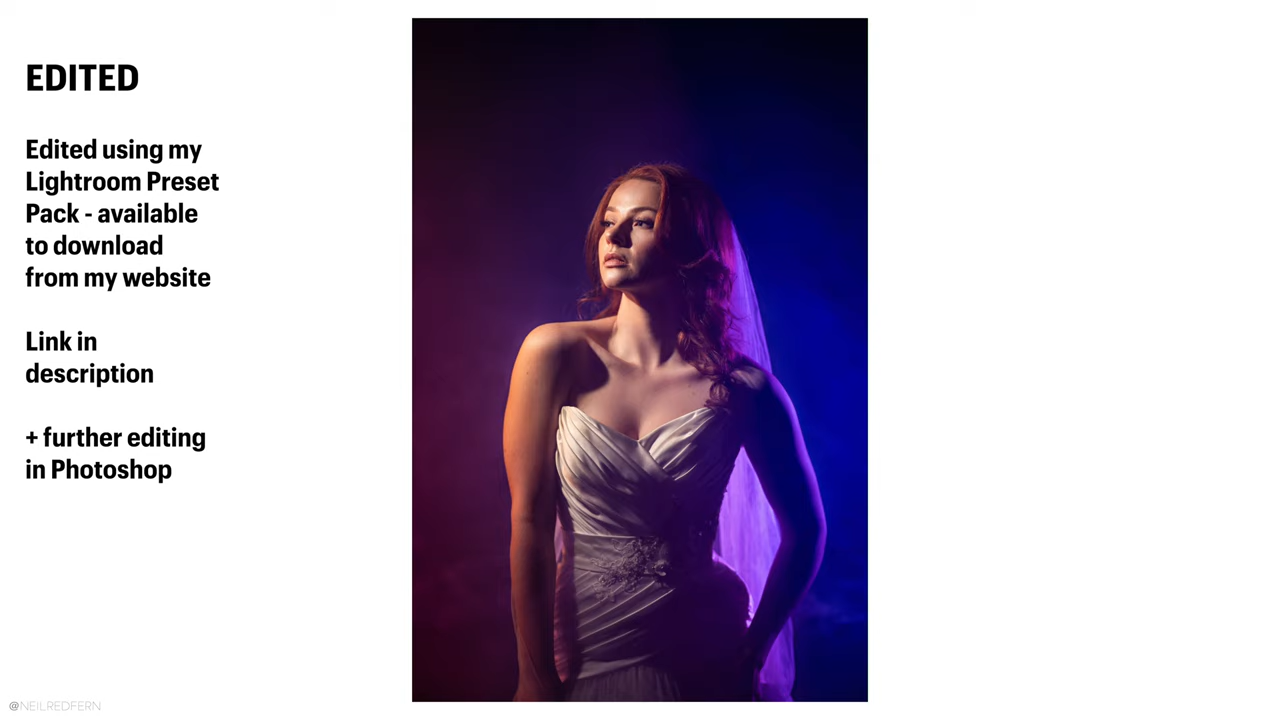 EDITED
Edited using my
Lightroom Preset
Pack - available
to download
from my website
Link in
description
+ further editing
in Photoshop
@NEILREDFERN